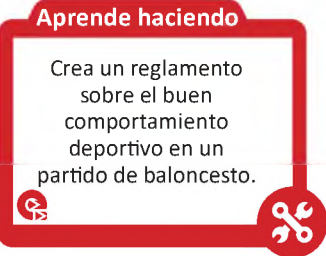 Aprende haciendo
Crea un reglamento
sobre el buen
comportamiento
deportivo en un
partido de baloncesto.